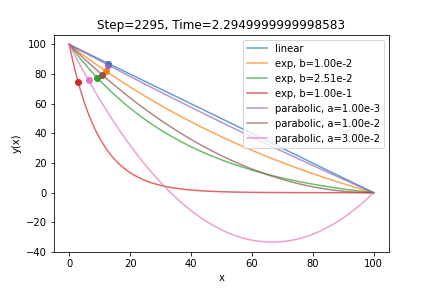 Step=2295, Time=2.2949999999998583
100
80
60
40
20
0
−20
−40
y(x)
linear
exp, b=1.00e-2
exp, b=2.51e-2
exp, b=1.00e-1
parabolic, a=1.00e-3
parabolic, a=1.00e-2
parabolic, a=3.00e-2
0 20 40 60 80 100
x